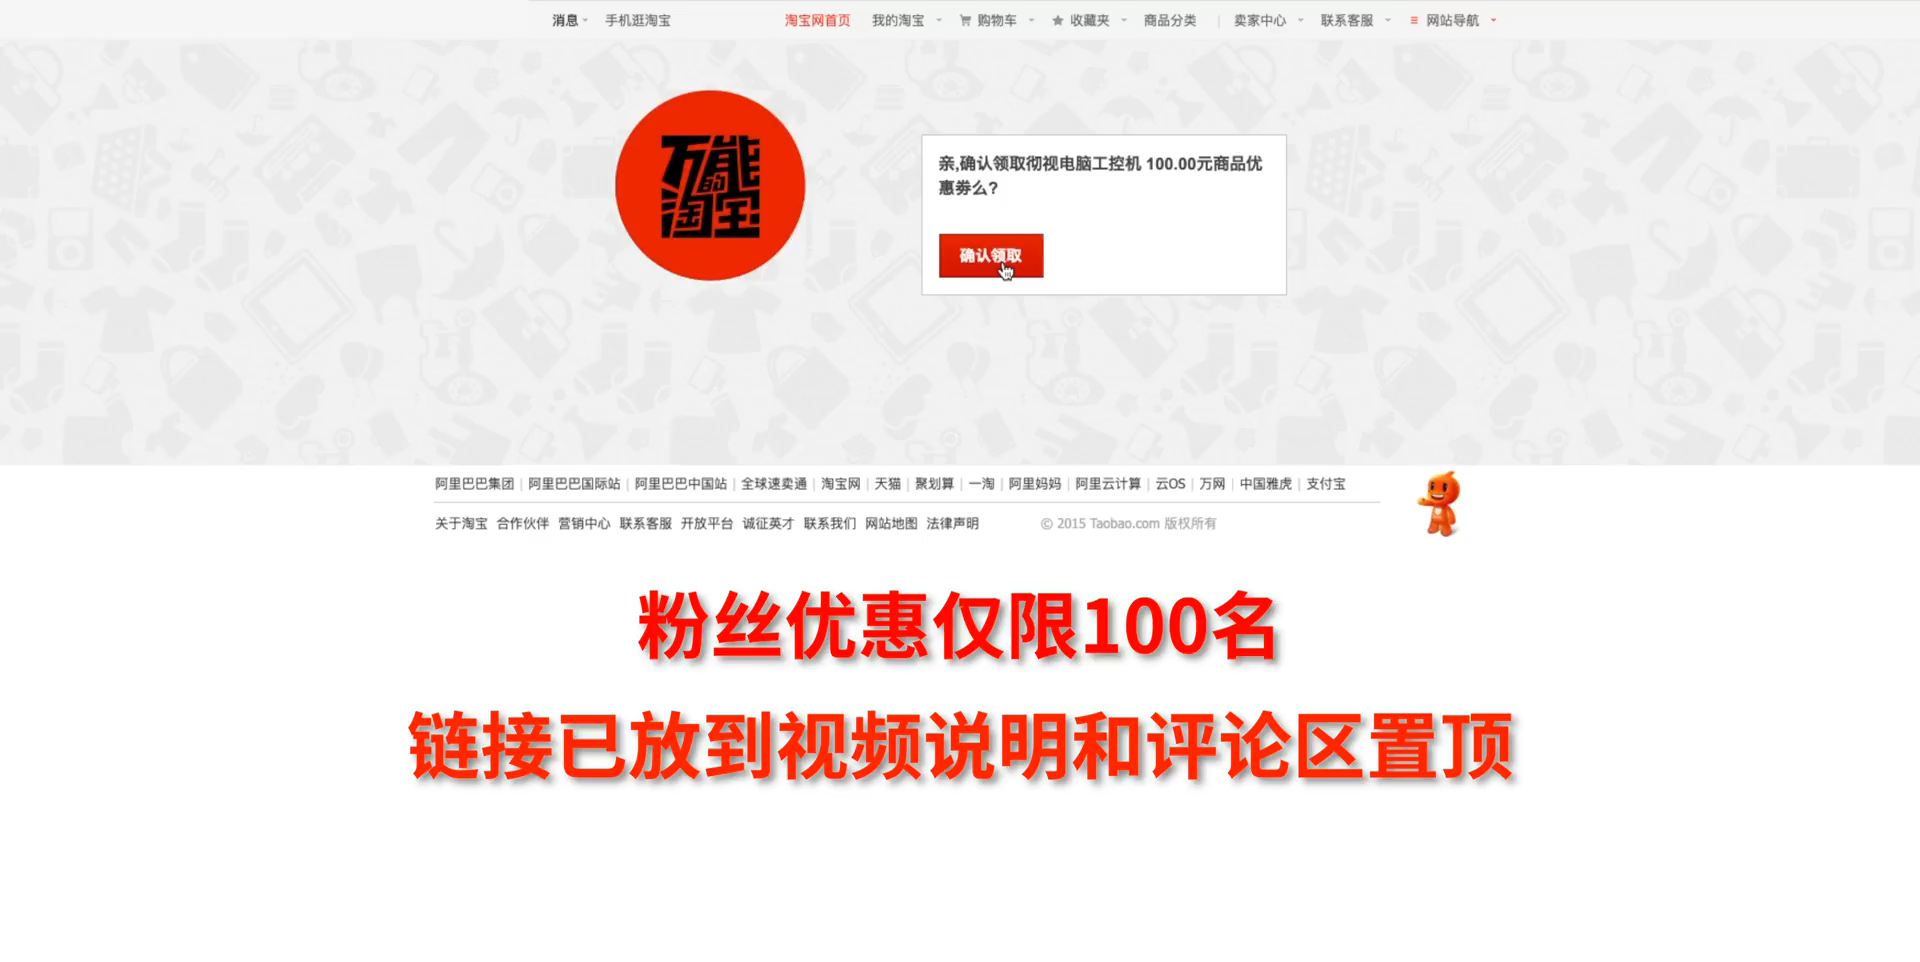 消息 手机逛淘宝 淘宝网首页 我的淘宝 购物车 收藏夹 商品分类 | 卖家中心 联系客服 网站导航
万能
的
淘宝
亲,确认领取彻视电脑工控机 100.00元商品优
惠券么?
确认领取
阿里巴巴集团 | 阿里巴巴国际站 | 阿里巴巴中国站 | 全球速卖通 | 淘宝网 | 天猫 | 聚划算 | 一淘 | 阿里妈妈 | 阿里云计算 | 云OS | 万网 | 中国雅虎 | 支付宝
关于淘宝 合作伙伴 营销中心 联系客服 开放平台 诚征英才 联系我们 网站地图 法律声明 © 2015 Taobao.com 版权所有
粉丝优惠仅限100名
链接已放到视频说明和评论区置顶